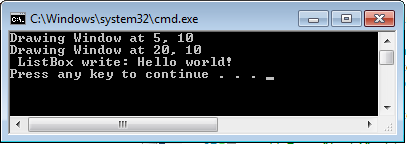 C:\Windows\system32\cmd.exe
Drawing Window at 5, 10
Drawing Window at 20, 10
 ListBox write: Hello world!
Press any key to continue . . . _